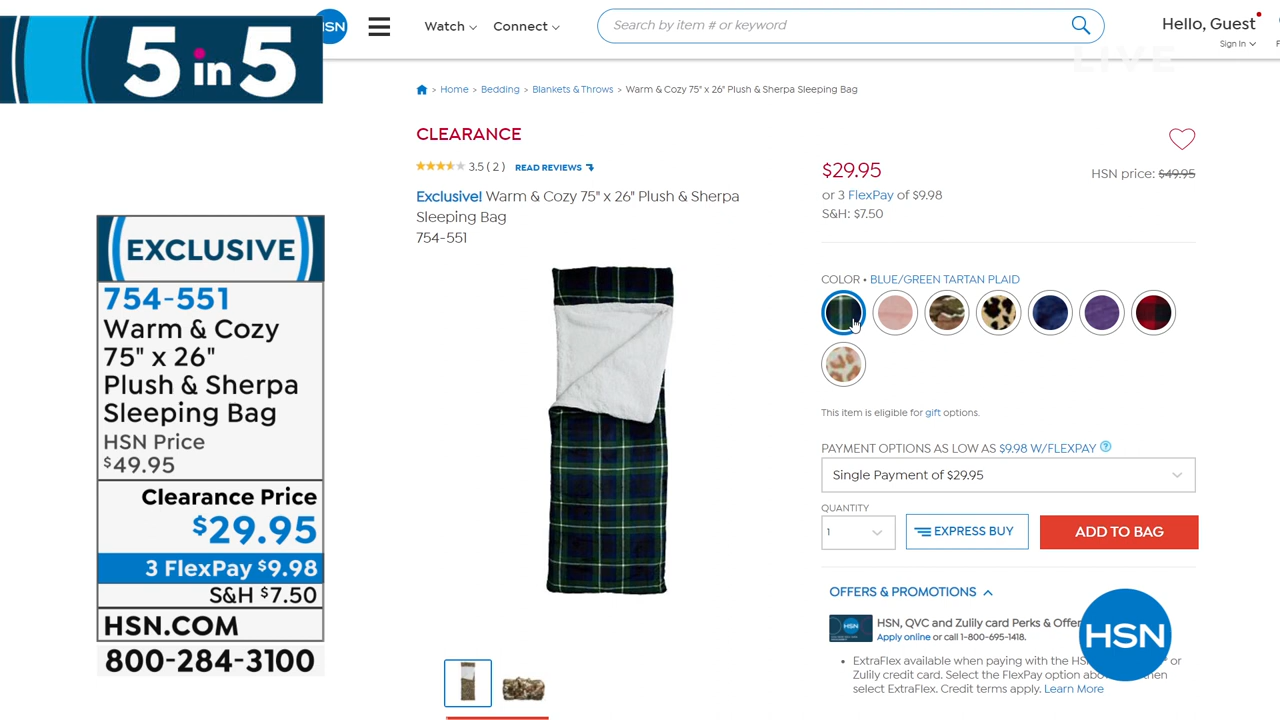 5 in 5
HSN
Watch
Connect
Search by item # or keyword
Hello, Guest
Sign In
LIVE
Home > Bedding > Blankets & Throws > Warm & Cozy 75" x 26" Plush & Sherpa Sleeping Bag
CLEARANCE
3.5 ( 2 ) READ REVIEWS
Exclusive! Warm & Cozy 75" x 26" Plush & Sherpa
Sleeping Bag
754-551
$29.95
HSN price: $49.95
or 3 FlexPay of $9.98
S&H: $7.50
COLOR • BLUE/GREEN TARTAN PLAID
This item is eligible for gift options.
PAYMENT OPTIONS AS LOW AS $9.98 W/FLEXPAY ?
Single Payment of $29.95
QUANTITY
1
EXPRESS BUY
ADD TO BAG
OFFERS & PROMOTIONS
HSN
HSN, QVC and Zulily card Perks & Offer
Apply online or call 1-800-695-1418.
• ExtraFlex available when paying with the HS or
Zulily credit card. Select the FlexPay option abo then
select ExtraFlex. Credit terms apply. Learn More
HSN
EXCLUSIVE
754-551
Warm & Cozy
75" x 26"
Plush & Sherpa
Sleeping Bag
HSN Price
$49.95
Clearance Price
$29.95
3 FlexPay $9.98
S&H $7.50
HSN.COM
800-284-3100